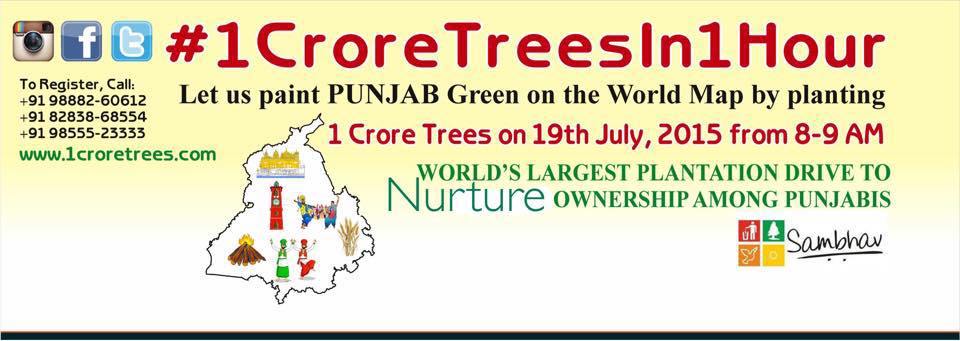 #1CroreTreesIn1Hour
To Register, Call:
+91 98882-60612
+91 82838-68554
+91 98555-23333
www.1croretrees.com
Let us paint PUNJAB Green on the World Map by planting
1 Crore Trees on 19th July, 2015 from 8-9 AM
WORLD'S LARGEST PLANTATION DRIVE TO
Nurture OWNERSHIP AMONG PUNJABIS
Sambhav